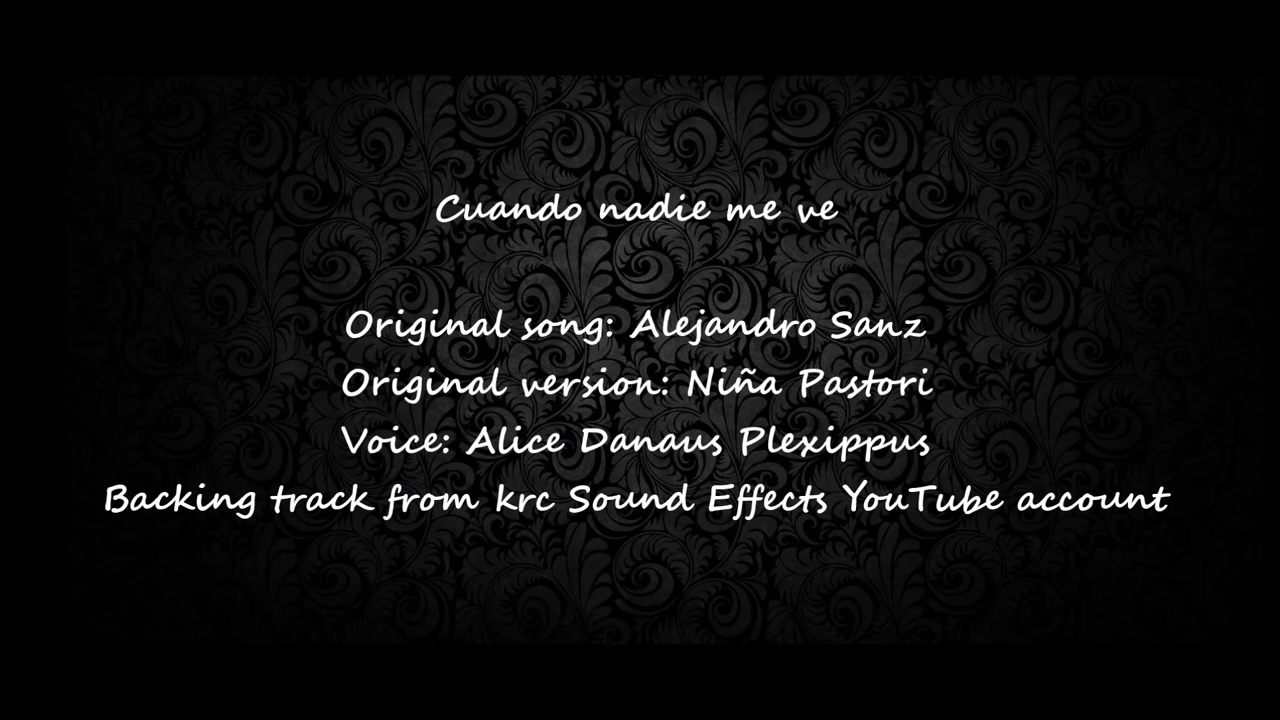 Cuando nadie me ve
Original song: Alejandro Sanz
Original version: Niña Pastori
Voice: Alice Danaus Plexippus
Backing track from krc Sound Effects YouTube account